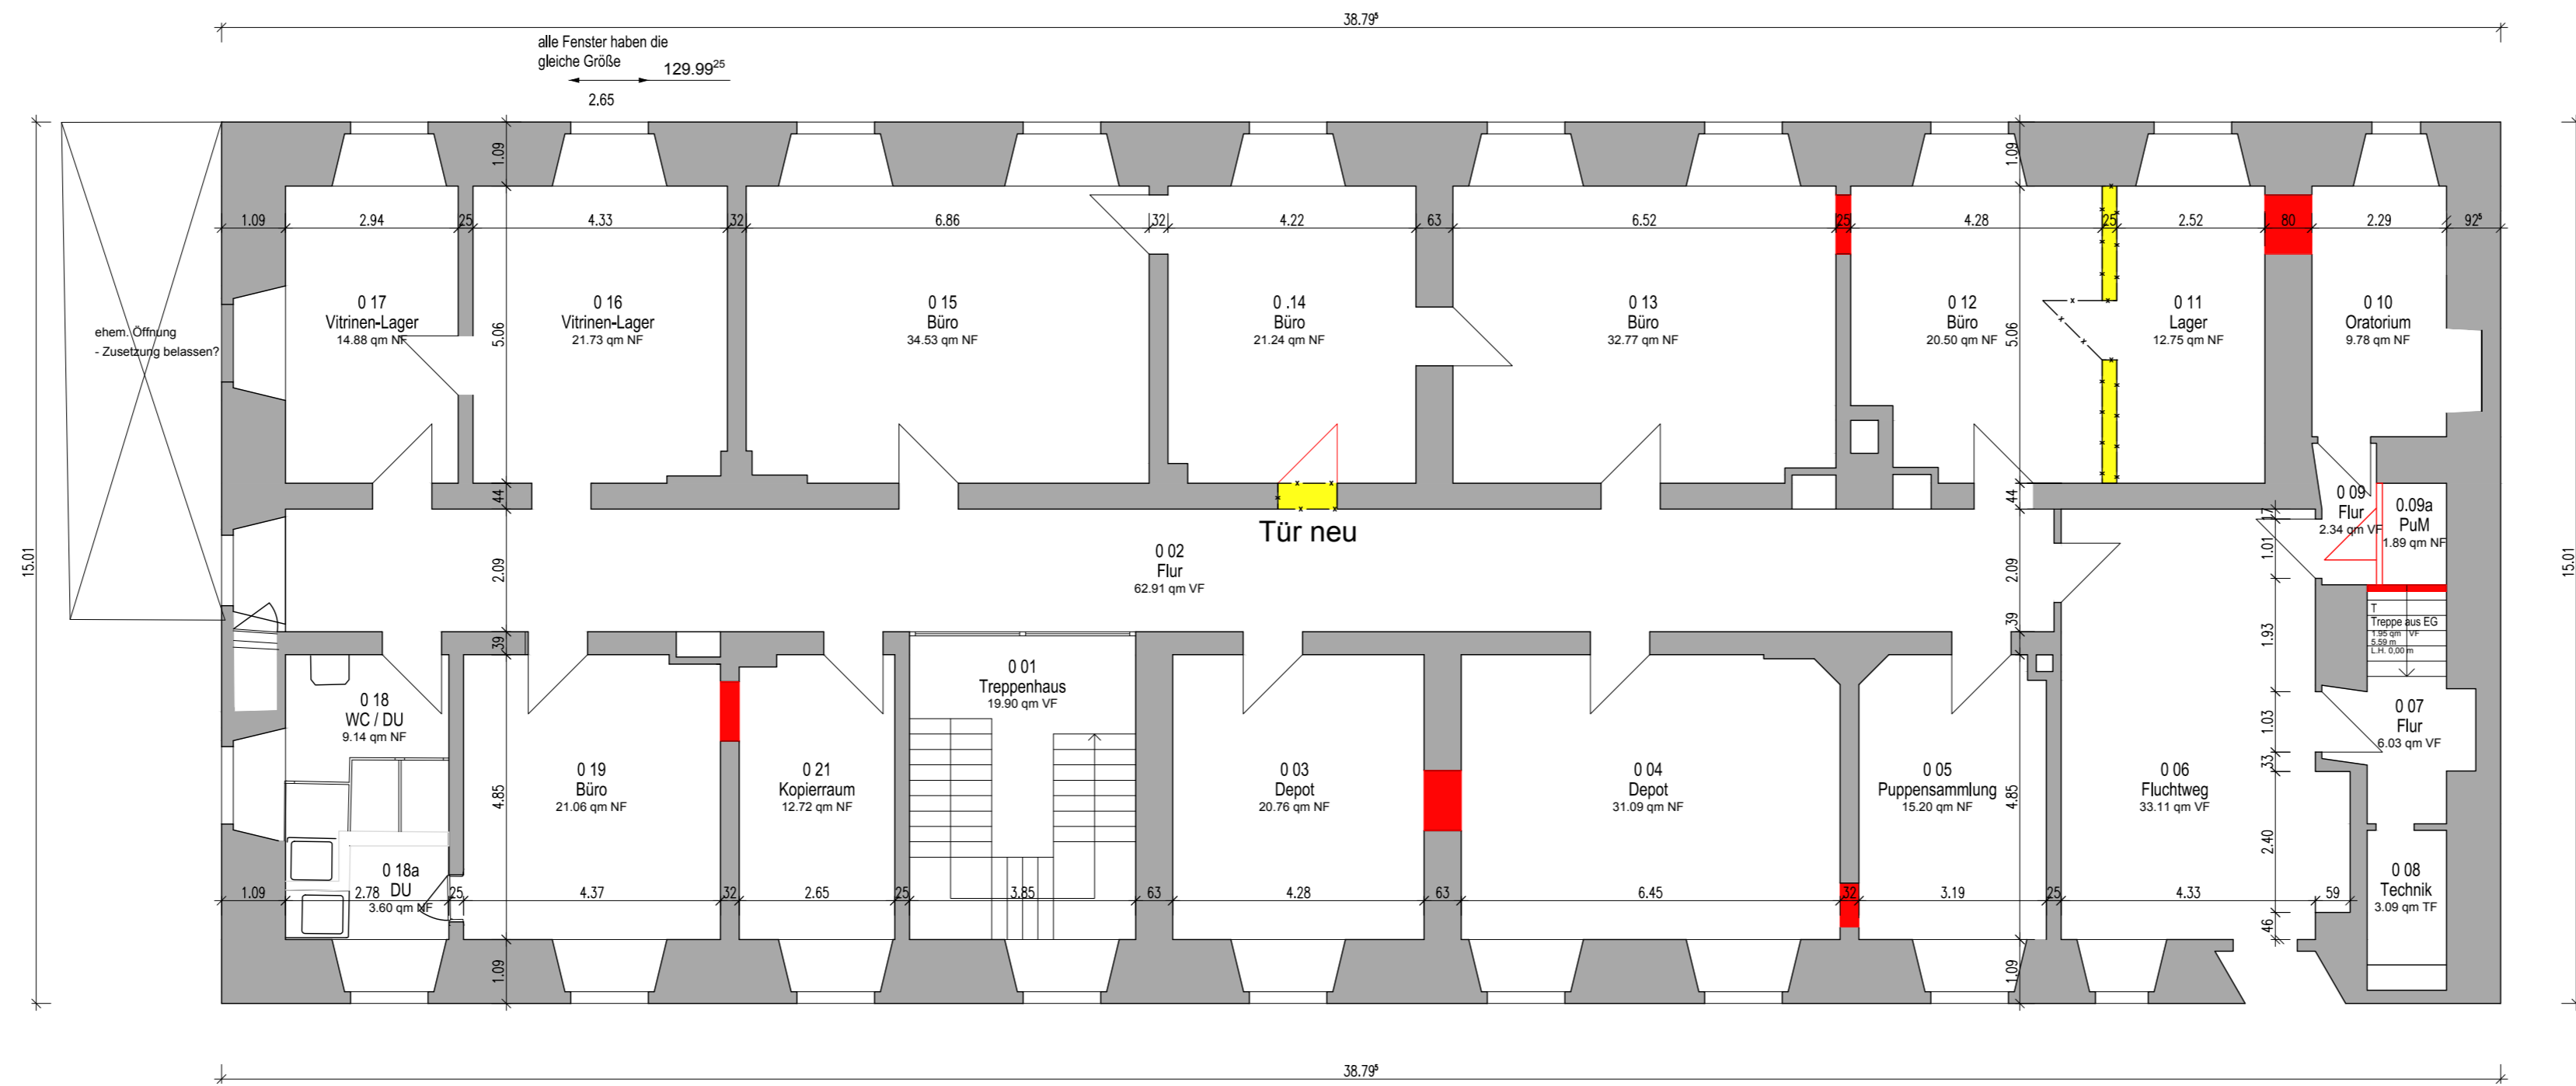 38.79⁵
alle Fenster haben die
gleiche Größe
129.99²⁵
2.65
1.09
1.09
1.09
2.94
25
4.33
32
6.86
32
4.22
63
6.52
25
4.28
25
2.52
80
2.29
92⁵
0 17
Vitrinen-Lager
14.88 qm NF
0 16
Vitrinen-Lager
21.73 qm NF
0 15
Büro
34.53 qm NF
0 .14
Büro
21.24 qm NF
0 13
Büro
32.77 qm NF
0 12
Büro
20.50 qm NF
0 11
Lager
12.75 qm NF
0 10
Oratorium
9.78 qm NF
ehem. Öffnung
- Zusetzung belassen?
5.06
5.06
44
44
0 09
Flur
2.34 qm VF
0.09a
PuM
1.89 qm NF
17
1.01
Tür neu
0 02
Flur
62.91 qm VF
15.01
2.09
2.09
15.01
39
39
1.93
T
Treppe aus EG
1.95 qm VF
5,59 m
L.H. 0,00 m
0 18
WC / DU
9.14 qm NF
0 01
Treppenhaus
19.90 qm VF
0 07
Flur
6.03 qm VF
1.03
33
0 19
Büro
21.06 qm NF
0 21
Kopierraum
12.72 qm NF
0 03
Depot
20.76 qm NF
0 04
Depot
31.09 qm NF
0 05
Puppensammlung
15.20 qm NF
0 06
Fluchtweg
33.11 qm VF
4.85
4.85
2.40
0 18a
DU
3.60 qm NF
0 08
Technik
3.09 qm TF
1.09
2.78
25
4.37
32
2.65
25
3.85
63
4.28
63
6.45
32
3.19
25
4.33
59
46
1.09
1.09
38.79⁵